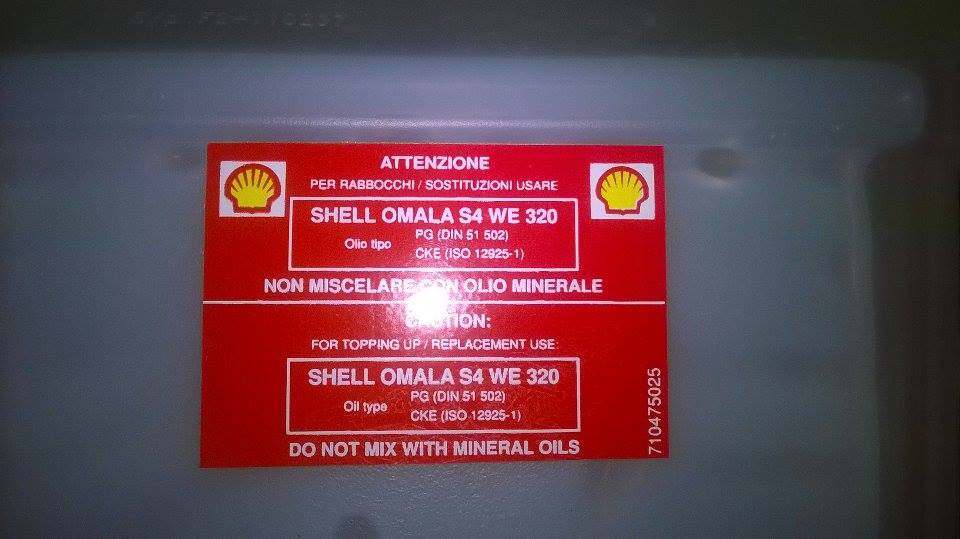 ATTENZIONE
PER RABBOCCHI / SOSTITUZIONI USARE
SHELL OMALA S4 WE 320
Olio tipo
PG (DIN 51 502)
CKE (ISO 12925-1)
NON MISCELARE CON OLIO MINERALE
CAUTION:
FOR TOPPING UP / REPLACEMENT USE:
SHELL OMALA S4 WE 320
Oil type
PG (DIN 51 502)
CKE (ISO 12925-1)
DO NOT MIX WITH MINERAL OILS
710475025